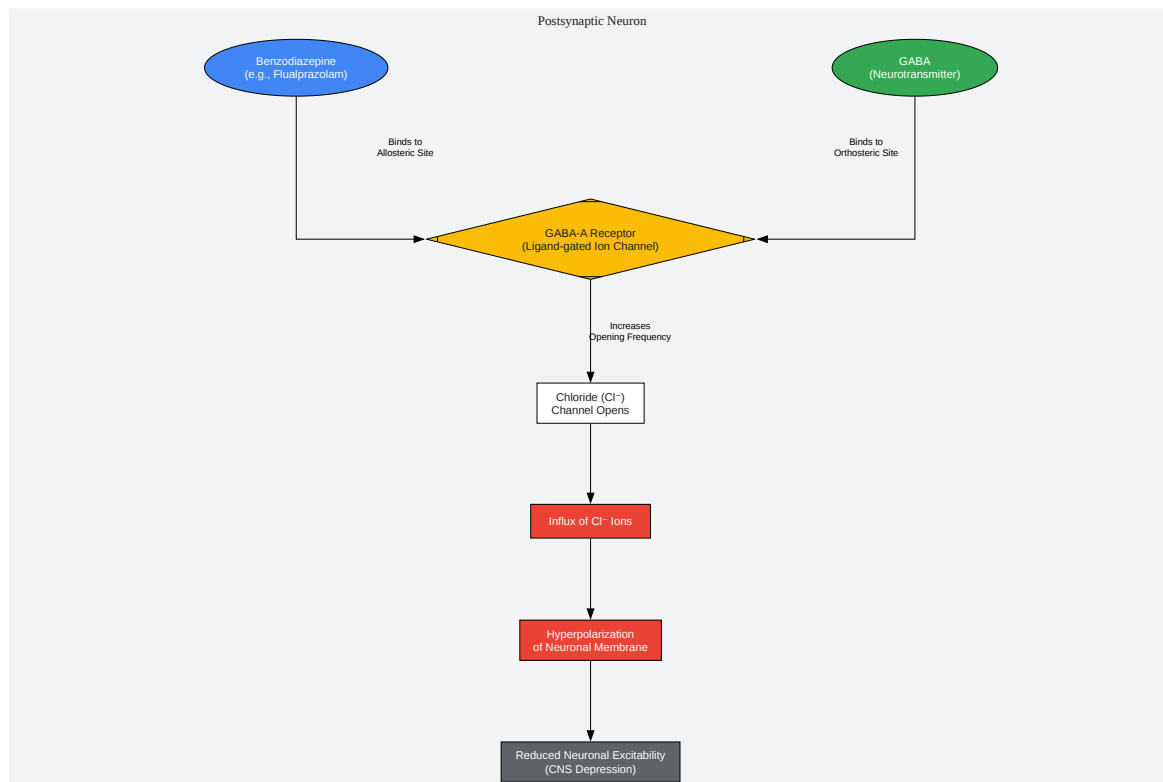 Postsynaptic Neuron
Benzodiazepine
(e.g., Flualprazolam)
GABA
(Neurotransmitter)
Binds to
Allosteric Site
Binds to
Orthosteric Site
GABA-A Receptor
(Ligand-gated Ion Channel)
Increases
Opening Frequency
Chloride (Cl⁻)
Channel Opens
Influx of Cl⁻ Ions
Hyperpolarization
of Neuronal Membrane
Reduced Neuronal Excitability
(CNS Depression)